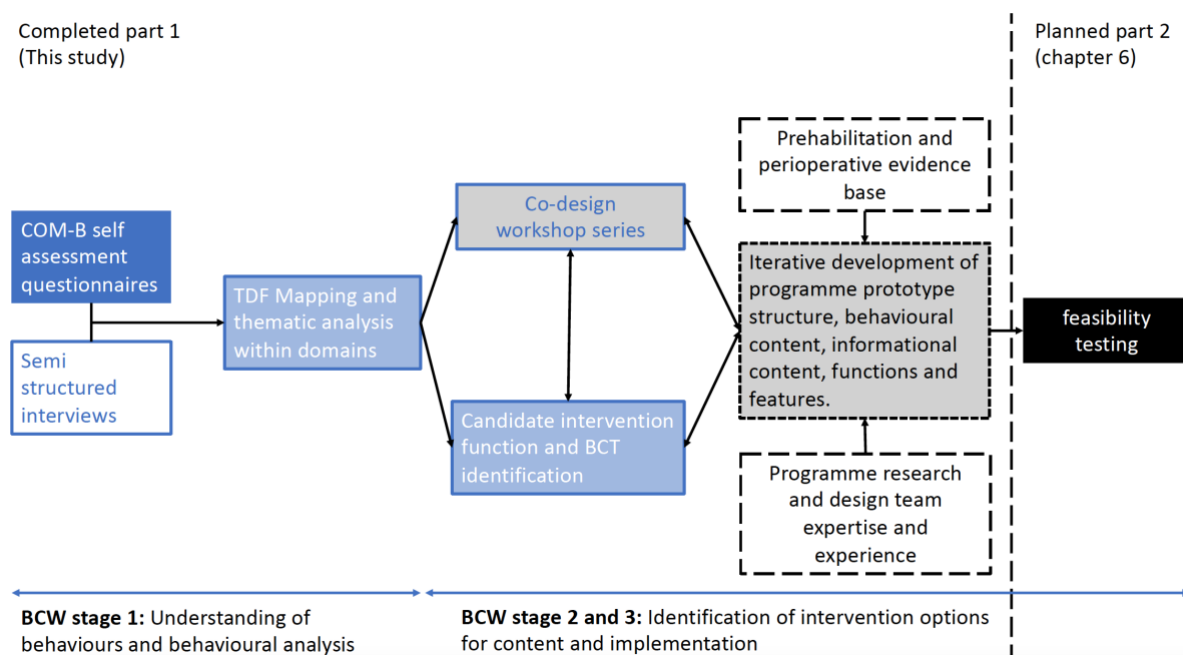 Completed part 1
(This study)
Planned part 2
(chapter 6)
COM-B self
assessment
questionnaires
Semi
structured
interviews
TDF Mapping and
thematic analysis
within domains
Co-design
workshop series
Candidate intervention
function and BCT
identification
Prehabilitation and
perioperative evidence
base
Iterative development of
programme prototype
structure, behavioural
content, informational
content, functions and
features.
Programme research
and design team
expertise and
experience
feasibility
testing
BCW stage 1: Understanding of
behaviours and behavioural analysis
BCW stage 2 and 3: Identification of intervention options
for content and implementation